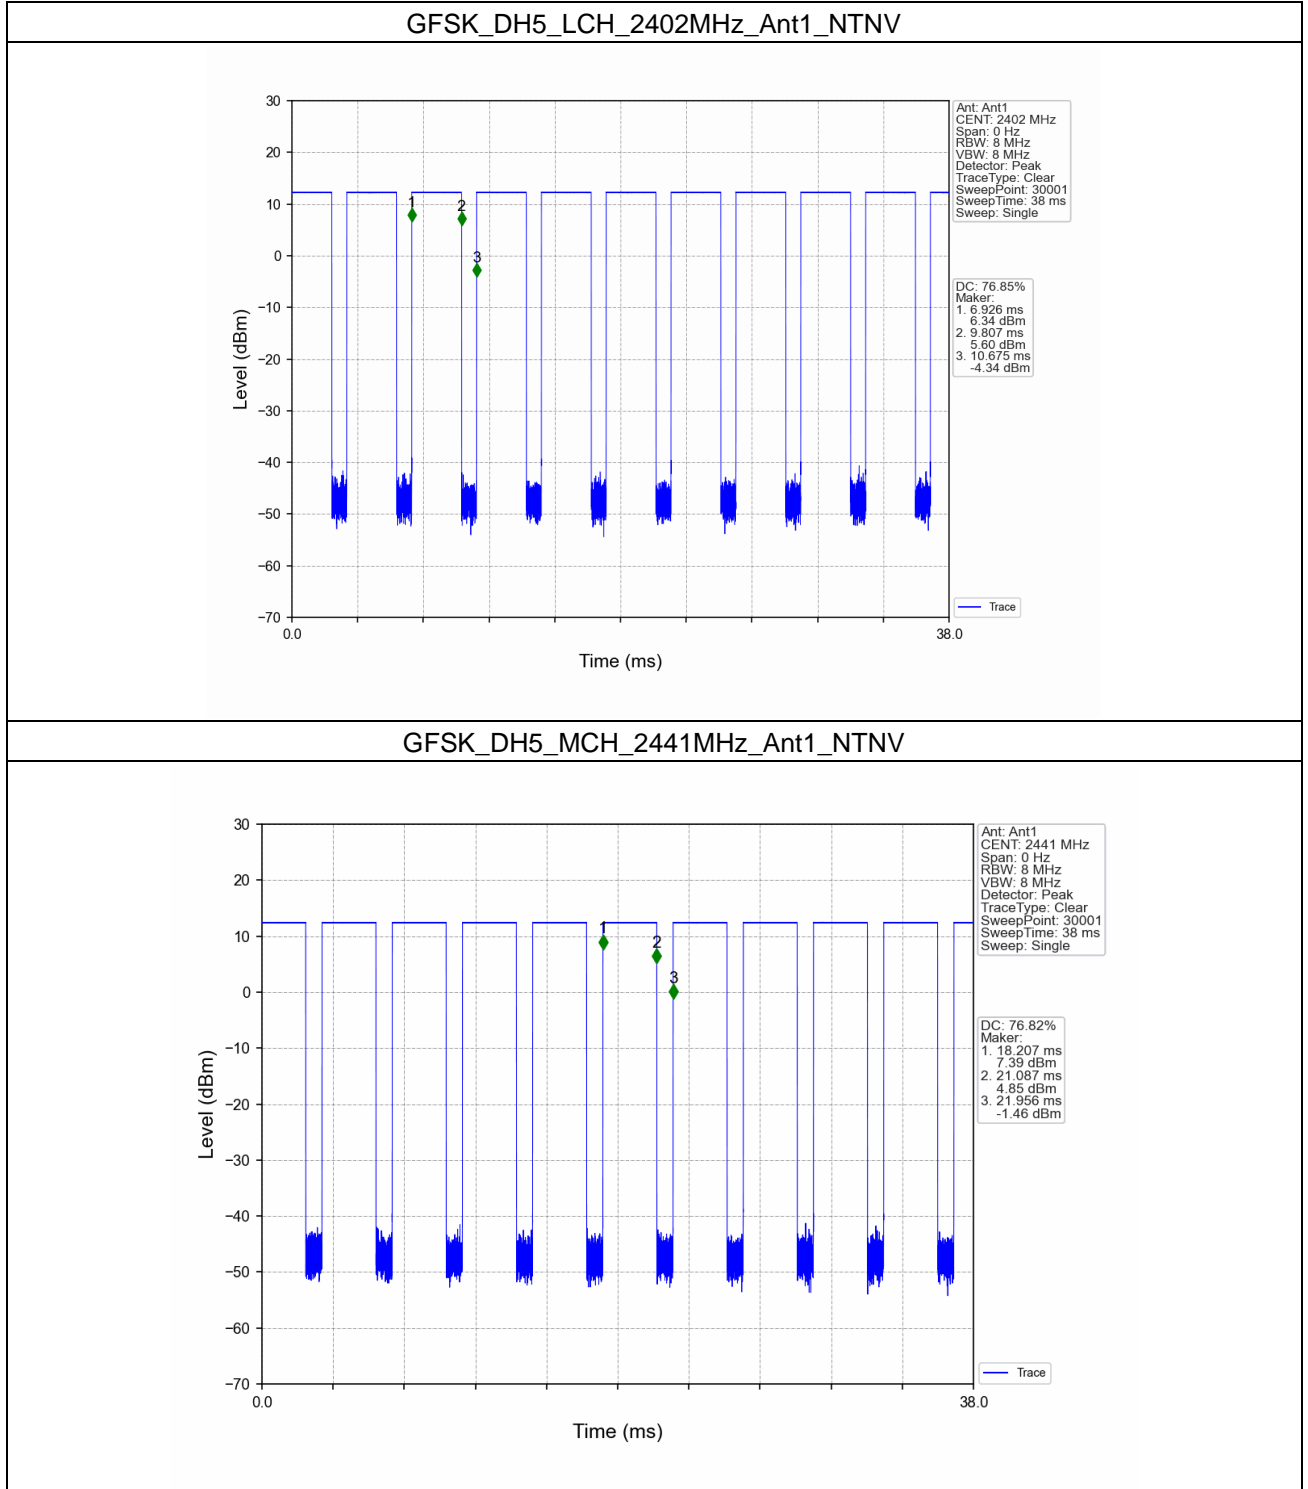 GFSK_DH5_LCH_2402MHz_Ant1_NTNV
30
20
10
0
−10
−20
−30
−40
−50
−60
−70
Level (dBm)
1
2
3
0.0
38.0
Time (ms)
Ant: Ant1
CENT: 2402 MHz
Span: 0 Hz
RBW: 8 MHz
VBW: 8 MHz
Detector: Peak
TraceType: Clear
SweepPoint: 30001
SweepTime: 38 ms
Sweep: Single
DC: 76.85%
Maker:
1. 6.926 ms
6.34 dBm
2. 9.807 ms
5.60 dBm
3. 10.675 ms
-4.34 dBm
Trace
GFSK_DH5_MCH_2441MHz_Ant1_NTNV
30
20
10
0
−10
−20
−30
−40
−50
−60
−70
Level (dBm)
1
2
3
0.0
38.0
Time (ms)
Ant: Ant1
CENT: 2441 MHz
Span: 0 Hz
RBW: 8 MHz
VBW: 8 MHz
Detector: Peak
TraceType: Clear
SweepPoint: 30001
SweepTime: 38 ms
Sweep: Single
DC: 76.82%
Maker:
1. 18.207 ms
7.39 dBm
2. 21.087 ms
4.85 dBm
3. 21.956 ms
-1.46 dBm
Trace